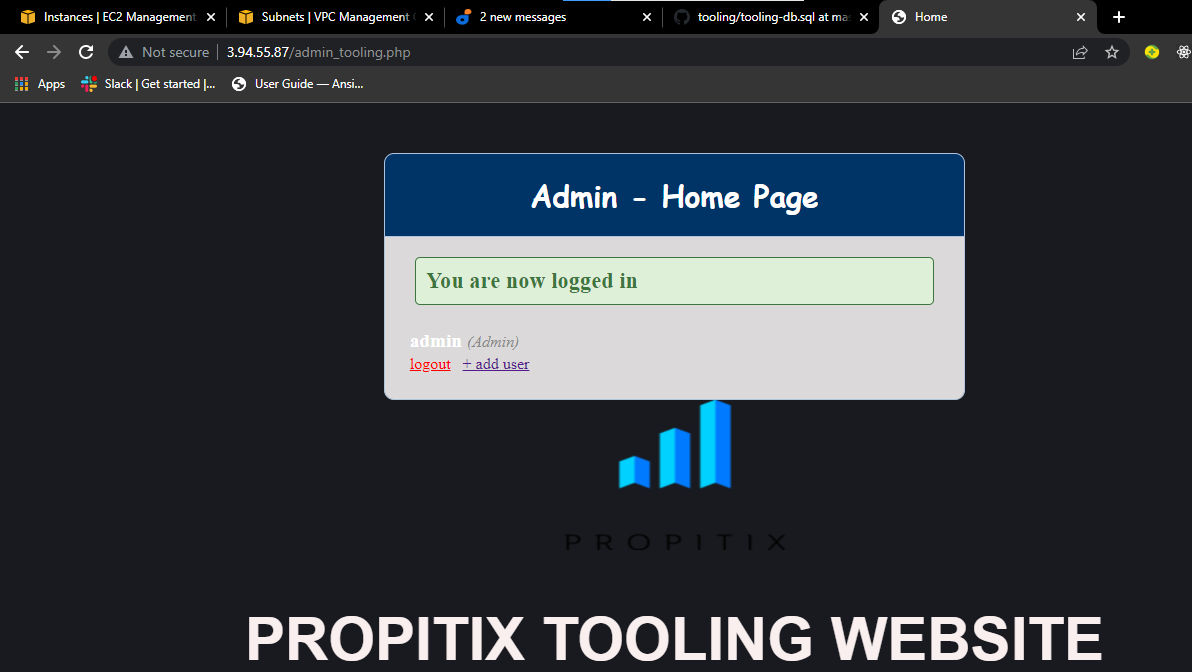 Instances | EC2 Management
Subnets | VPC Management
2 new messages
tooling/tooling-db.sql at ma
Home
Not secure
3.94.55.87/admin_tooling.php
Apps
Slack | Get started |...
User Guide — Ansi...
Admin - Home Page
You are now logged in
admin (Admin)
logout + add user
PROPITIX
PROPITIX TOOLING WEBSITE